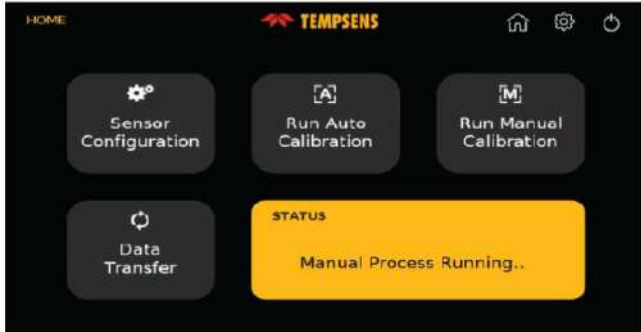 HOME
TEMPSENS
[A]
[M]
Sensor
Configuration
Run Auto
Calibration
Run Manual
Calibration
Data
Transfer
STATUS
Manual Process Running..